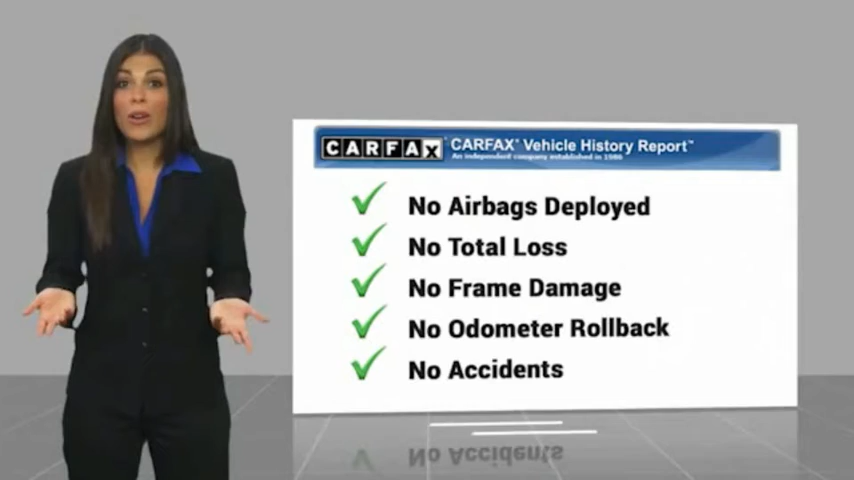 CARFAX CARFAX® Vehicle History Report™
An independent company established in 1986
No Airbags Deployed
No Total Loss
No Frame Damage
No Odometer Rollback
No Accidents
No Accidents